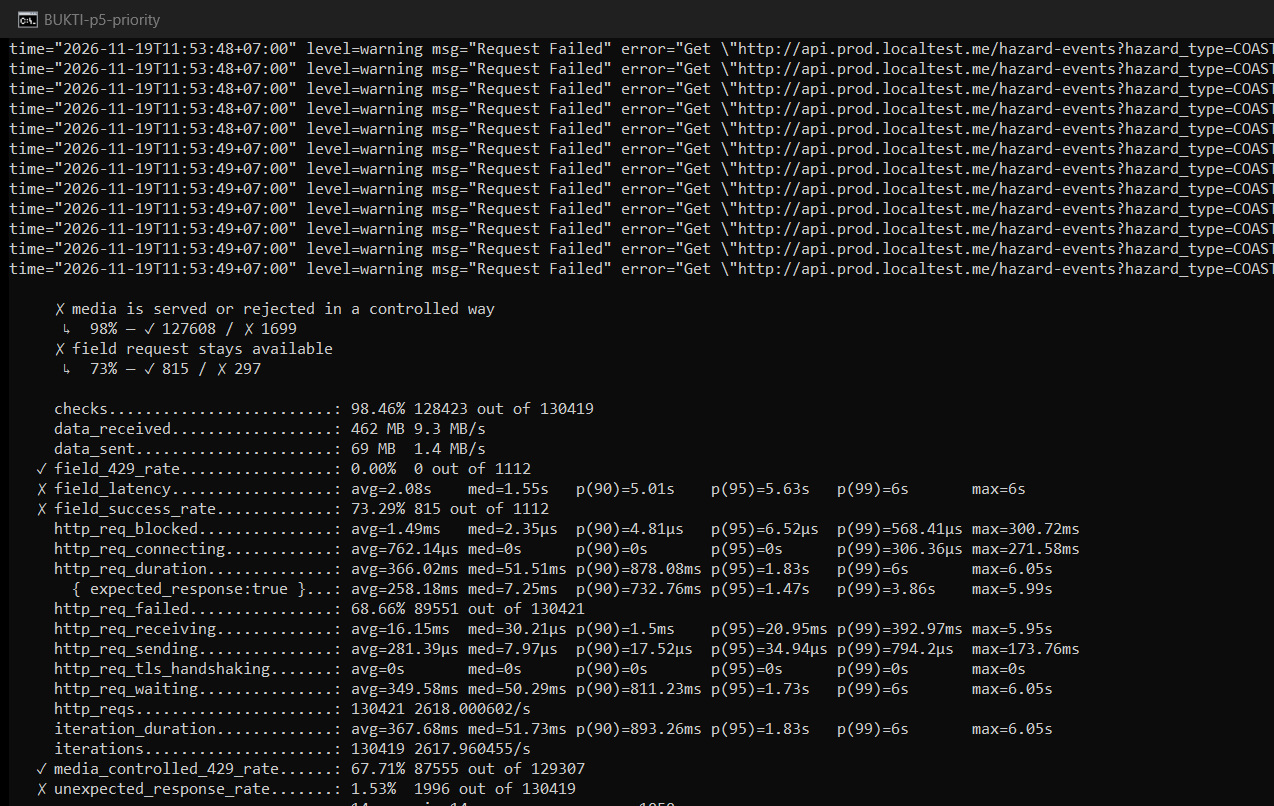 BUKTI-p5-priority
time="2026-11-19T11:53:48+07:00" level=warning msg="Request Failed" error="Get \"http://api.prod.localtest.me/hazard-events?hazard_type=COAST
time="2026-11-19T11:53:48+07:00" level=warning msg="Request Failed" error="Get \"http://api.prod.localtest.me/hazard-events?hazard_type=COAST
time="2026-11-19T11:53:48+07:00" level=warning msg="Request Failed" error="Get \"http://api.prod.localtest.me/hazard-events?hazard_type=COAST
time="2026-11-19T11:53:48+07:00" level=warning msg="Request Failed" error="Get \"http://api.prod.localtest.me/hazard-events?hazard_type=COAST
time="2026-11-19T11:53:48+07:00" level=warning msg="Request Failed" error="Get \"http://api.prod.localtest.me/hazard-events?hazard_type=COAST
time="2026-11-19T11:53:49+07:00" level=warning msg="Request Failed" error="Get \"http://api.prod.localtest.me/hazard-events?hazard_type=COAST
time="2026-11-19T11:53:49+07:00" level=warning msg="Request Failed" error="Get \"http://api.prod.localtest.me/hazard-events?hazard_type=COAST
time="2026-11-19T11:53:49+07:00" level=warning msg="Request Failed" error="Get \"http://api.prod.localtest.me/hazard-events?hazard_type=COAST
time="2026-11-19T11:53:49+07:00" level=warning msg="Request Failed" error="Get \"http://api.prod.localtest.me/hazard-events?hazard_type=COAST
time="2026-11-19T11:53:49+07:00" level=warning msg="Request Failed" error="Get \"http://api.prod.localtest.me/hazard-events?hazard_type=COAST
time="2026-11-19T11:53:49+07:00" level=warning msg="Request Failed" error="Get \"http://api.prod.localtest.me/hazard-events?hazard_type=COAST
time="2026-11-19T11:53:49+07:00" level=warning msg="Request Failed" error="Get \"http://api.prod.localtest.me/hazard-events?hazard_type=COAST
✗ media is served or rejected in a controlled way
↳ 98% — ✓ 127608 / ✗ 1699
✗ field request stays available
↳ 73% — ✓ 815 / ✗ 297
checks.........................: 98.46% 128423 out of 130419
data_received..................: 462 MB 9.3 MB/s
data_sent......................: 69 MB 1.4 MB/s
✓ field_429_rate.................: 0.00% 0 out of 1112
✗ field_latency..................: avg=2.08s med=1.55s p(90)=5.01s p(95)=5.63s p(99)=6s max=6s
✗ field_success_rate.............: 73.29% 815 out of 1112
http_req_blocked...............: avg=1.49ms med=2.35µs p(90)=4.81µs p(95)=6.52µs p(99)=568.41µs max=300.72ms
http_req_connecting............: avg=762.14µs med=0s p(90)=0s p(95)=0s p(99)=306.36µs max=271.58ms
http_req_duration..............: avg=366.02ms med=51.51ms p(90)=878.08ms p(95)=1.83s p(99)=6s max=6.05s
{ expected_response:true }...: avg=258.18ms med=7.25ms p(90)=732.76ms p(95)=1.47s p(99)=3.86s max=5.99s
http_req_failed................: 68.66% 89551 out of 130421
http_req_receiving.............: avg=16.15ms med=30.21µs p(90)=1.5ms p(95)=20.95ms p(99)=392.97ms max=5.95s
http_req_sending...............: avg=281.39µs med=7.97µs p(90)=17.52µs p(95)=34.94µs p(99)=794.2µs max=173.76ms
http_req_tls_handshaking.......: avg=0s med=0s p(90)=0s p(95)=0s p(99)=0s max=0s
http_req_waiting...............: avg=349.58ms med=50.29ms p(90)=811.23ms p(95)=1.73s p(99)=6s max=6.05s
http_reqs......................: 130421 2618.000602/s
iteration_duration.............: avg=367.68ms med=51.73ms p(90)=893.26ms p(95)=1.83s p(99)=6s max=6.05s
iterations.....................: 130419 2617.960455/s
✓ media_controlled_429_rate......: 67.71% 87555 out of 129307
✗ unexpected_response_rate.......: 1.53% 1996 out of 130419